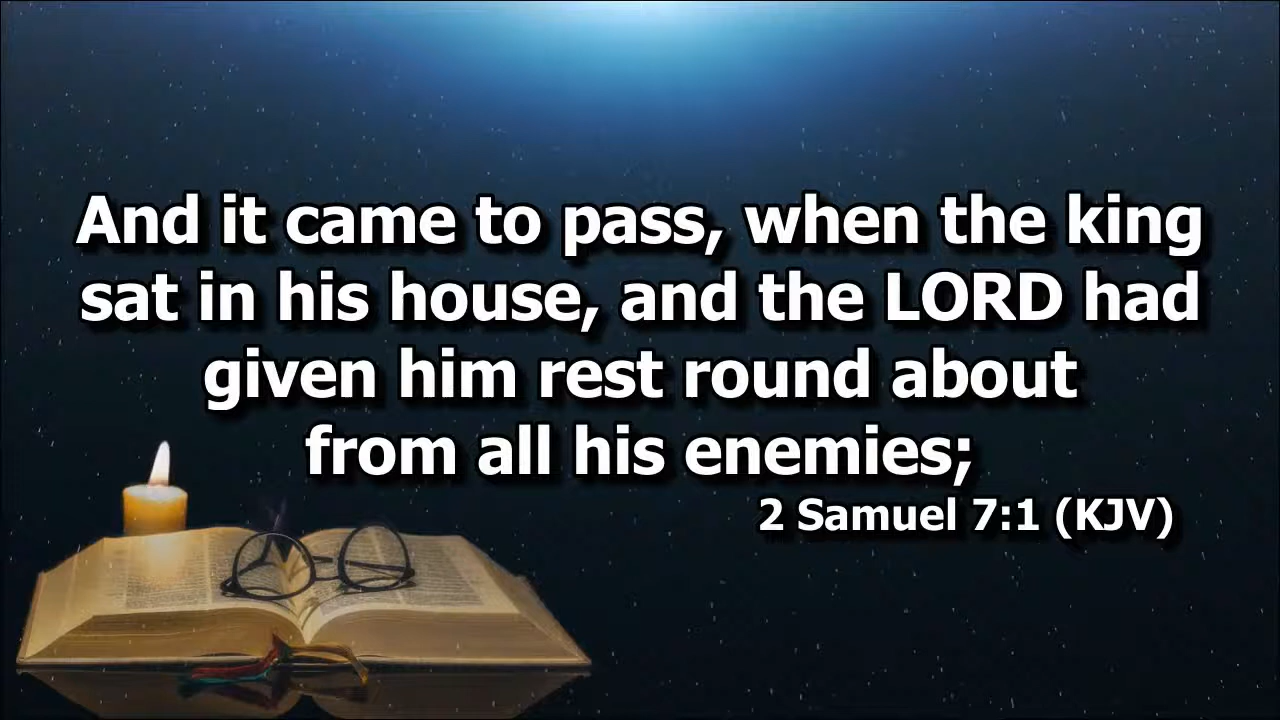 And it came to pass, when the king
sat in his house, and the LORD had
given him rest round about
from all his enemies;
2 Samuel 7:1 (KJV)